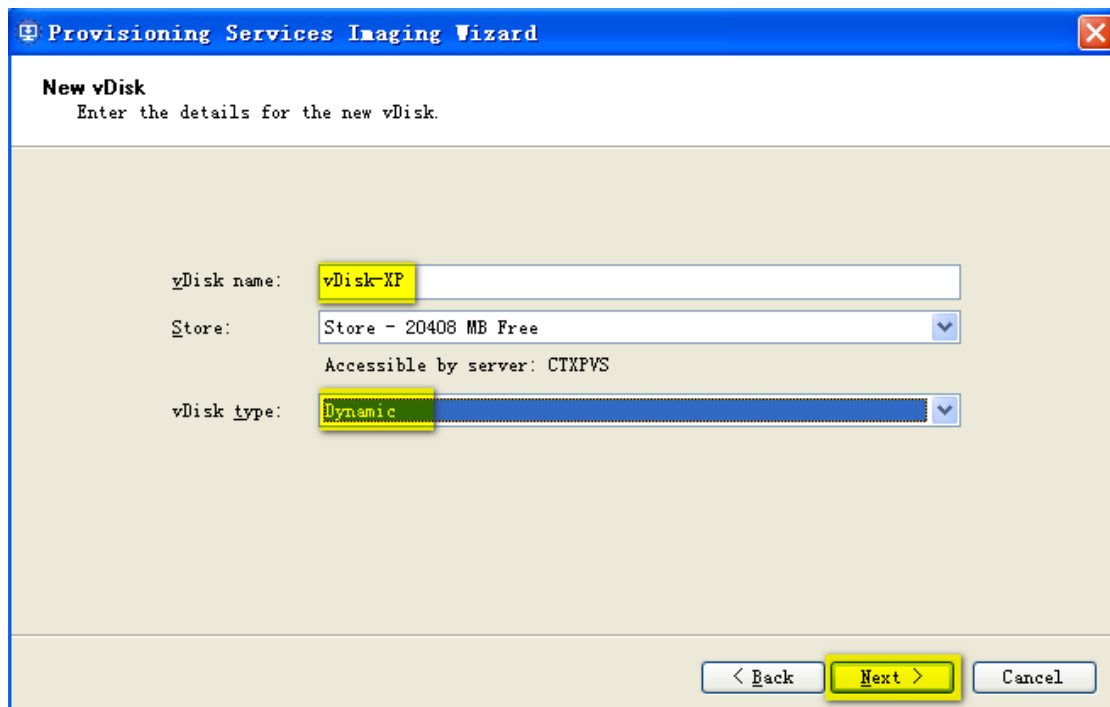 Provisioning Services Imaging Wizard
New vDisk
Enter the details for the new vDisk.
vDisk name: vDisk-XP
Store: Store - 20408 MB Free
Accessible by server: CTXPVS
vDisk type: Dynamic
< Back Next > Cancel